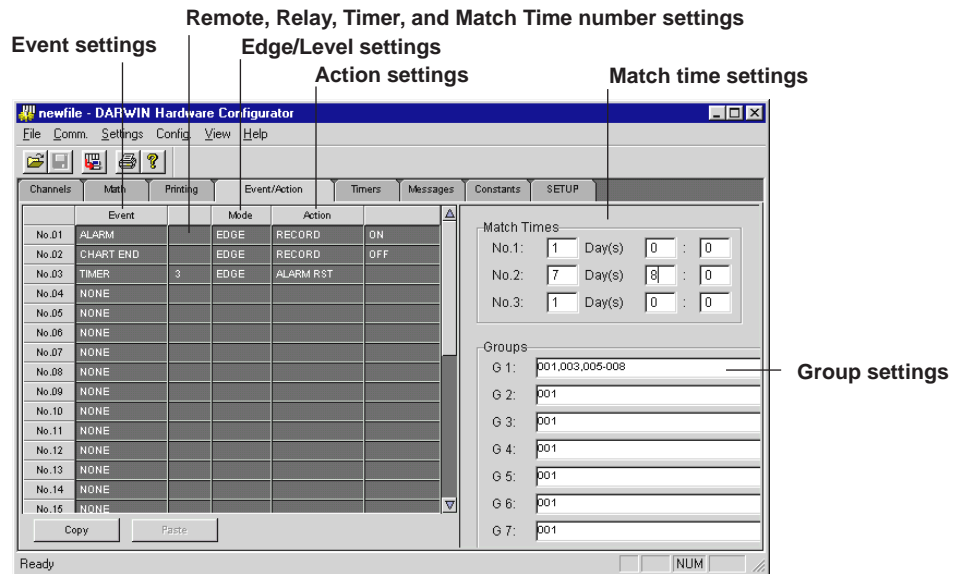 Remote, Relay, Timer, and Match Time number settings
Event settings
Edge/Level settings
Action settings
Match time settings
newfile - DARWIN Hardware Configurator
File Comm. Settings Config. View Help
Channels Math Printing Event/Action Timers Messages Constants SETUP
Event Mode Action
No.01 ALARM EDGE RECORD ON
No.02 CHART END EDGE RECORD OFF
No.03 TIMER 3 EDGE ALARM RST
No.04 NONE
No.05 NONE
No.06 NONE
No.07 NONE
No.08 NONE
No.09 NONE
No.10 NONE
No.11 NONE
No.12 NONE
No.13 NONE
No.14 NONE
No.15 NONE
Copy Paste
Match Times
No.1: 1 Day(s) 0 : 0
No.2: 7 Day(s) 8 : 0
No.3: 1 Day(s) 0 : 0
Groups
G 1: 001,003,005-008
G 2: 001
G 3: 001
G 4: 001
G 5: 001
G 6: 001
G 7: 001
Group settings
Ready NUM